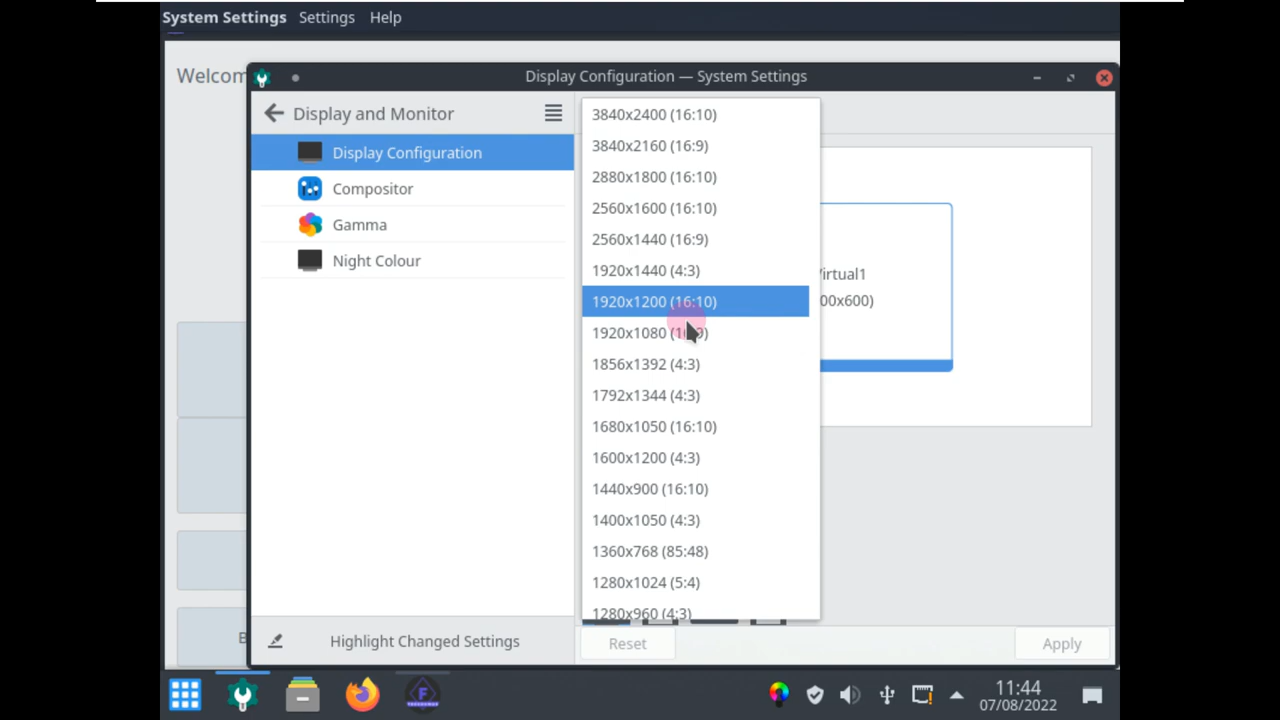 System Settings Settings Help
Welcom
Display Configuration — System Settings
Display and Monitor
Display Configuration
Compositor
Gamma
Night Colour
3840x2400 (16:10)
3840x2160 (16:9)
2880x1800 (16:10)
2560x1600 (16:10)
2560x1440 (16:9)
1920x1440 (4:3)
1920x1200 (16:10)
1920x1080 (16:9)
1856x1392 (4:3)
1792x1344 (4:3)
1680x1050 (16:10)
1600x1200 (4:3)
1440x900 (16:10)
1400x1050 (4:3)
1360x768 (85:48)
1280x1024 (5:4)
1280x960 (4:3)
Virtual1
00x600)
B
Highlight Changed Settings
Reset
Apply
F
11:44
07/08/2022